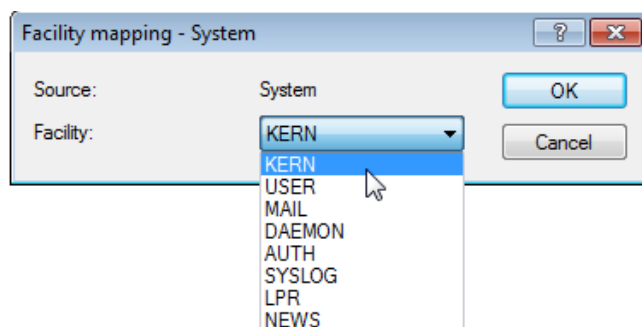 Facility mapping - System
Source: System OK
Facility: KERN Cancel
KERN
USER
MAIL
DAEMON
AUTH
SYSLOG
LPR
NEWS